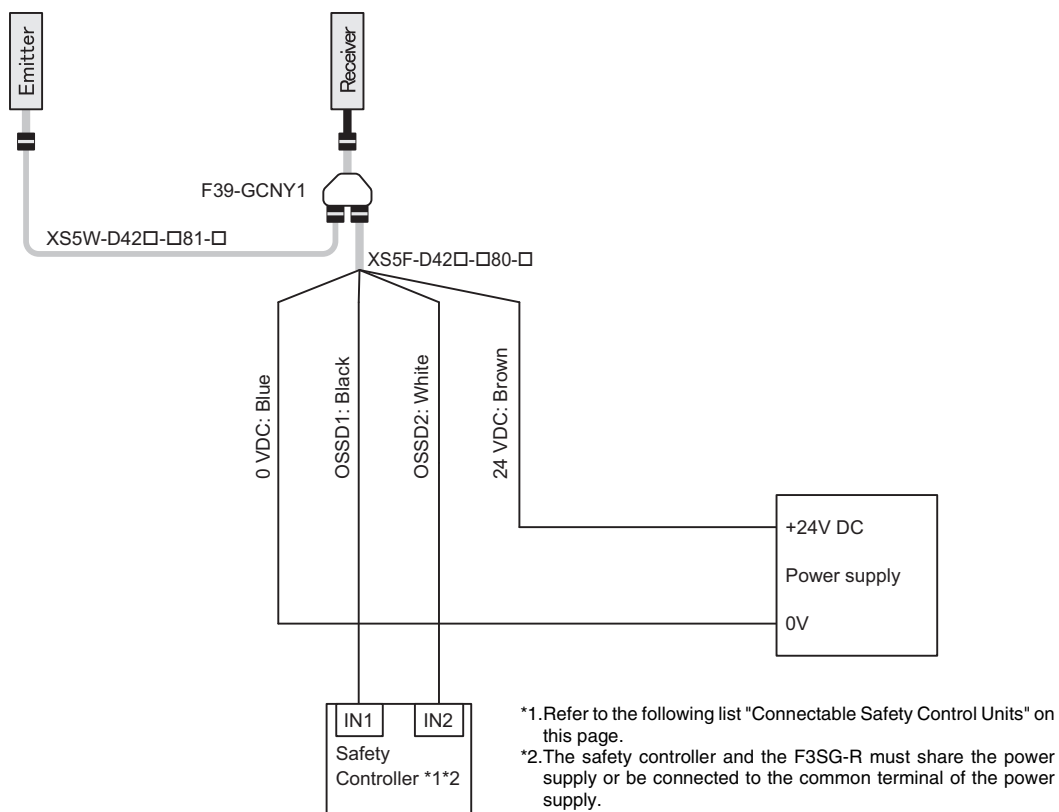 Emitter
Receiver
F39-GCNY1
XS5W-D42□-□81-□
XS5F-D42□-□80-□
0 VDC: Blue
OSSD1: Black
OSSD2: White
24 VDC: Brown
+24V DC
Power supply
0V
IN1
IN2
Safety
Controller *1*2
*1.Refer to the following list "Connectable Safety Control Units" on
this page.
*2.The safety controller and the F3SG-R must share the power
supply or be connected to the common terminal of the power
supply.